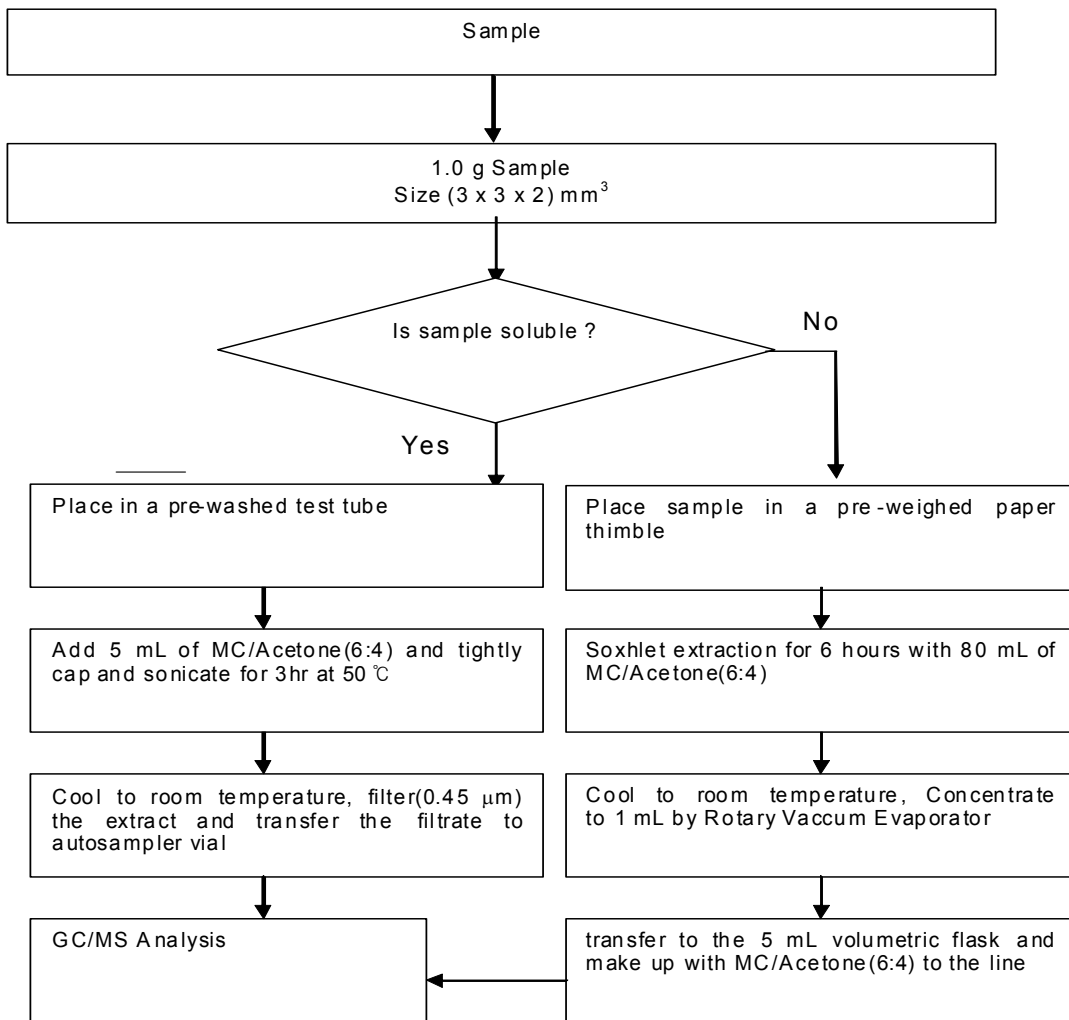 Sample
1.0 g Sample
Size (3 x 3 x 2) mm³
Is sample soluble ?
No
Yes
Place in a pre-washed test tube
Place sample in a pre-weighed paper
thimble
Add 5 mL of MC/Acetone(6:4) and tightly
cap and sonicate for 3hr at 50 ℃
Soxhlet extraction for 6 hours with 80 mL of
MC/Acetone(6:4)
Cool to room temperature, filter(0.45 μm)
the extract and transfer the filtrate to
autosampler vial
Cool to room temperature, Concentrate
to 1 mL by Rotary Vaccum Evaporator
GC/MS Analysis
transfer to the 5 mL volumetric flask and
make up with MC/Acetone(6:4) to the line